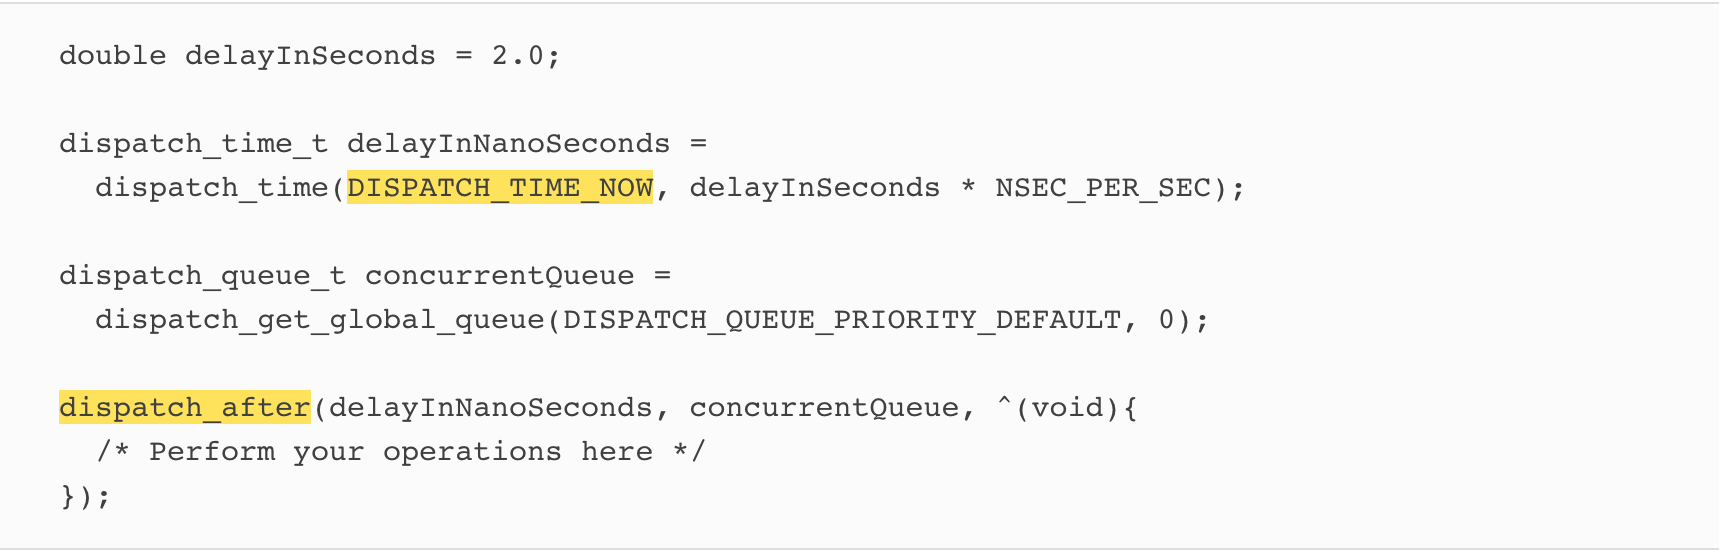 double delayInSeconds = 2.0;
dispatch_time_t delayInNanoSeconds =
dispatch_time(DISPATCH_TIME_NOW, delayInSeconds * NSEC_PER_SEC);
dispatch_queue_t concurrentQueue =
dispatch_get_global_queue(DISPATCH_QUEUE_PRIORITY_DEFAULT, 0);
dispatch_after(delayInNanoSeconds, concurrentQueue, ^(void){
/* Perform your operations here */
});